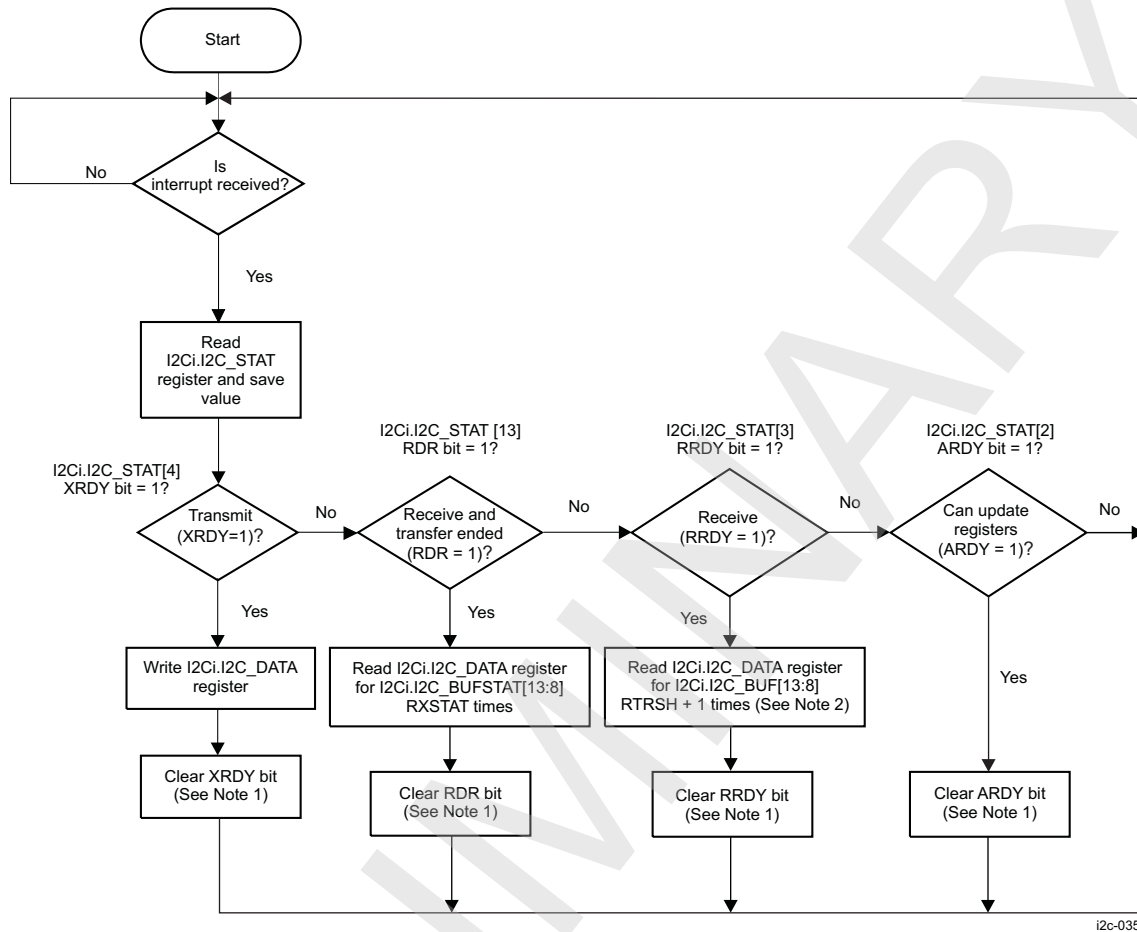 Start
Is
interrupt received?
No
Yes
Read
I2Ci.I2C_STAT
register and save
value
I2Ci.I2C_STAT[4]
XRDY bit = 1?
I2Ci.I2C_STAT [13]
RDR bit = 1?
I2Ci.I2C_STAT[3]
RRDY bit = 1?
I2Ci.I2C_STAT[2]
ARDY bit = 1?
Transmit
(XRDY=1)?
No
Receive and
transfer ended
(RDR = 1)?
No
Receive
(RRDY = 1)?
No
Can update
registers
(ARDY = 1)?
No
Yes
Yes
Yes
Yes
Write I2Ci.I2C_DATA
register
Read I2Ci.I2C_DATA register
for I2Ci.I2C_BUFSTAT[13:8]
RXSTAT times
Read I2Ci.I2C_DATA register
for I2Ci.I2C_BUF[13:8]
RTRSH + 1 times (See Note 2)
Clear XRDY bit
(See Note 1)
Clear RDR bit
(See Note 1)
Clear RRDY bit
(See Note 1)
Clear ARDY bit
(See Note 1)
i2c-035
IMINARY